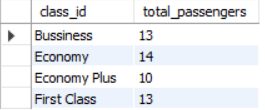 class_id total_passengers
Bussiness 13
Economy 14
Economy Plus 10
First Class 13